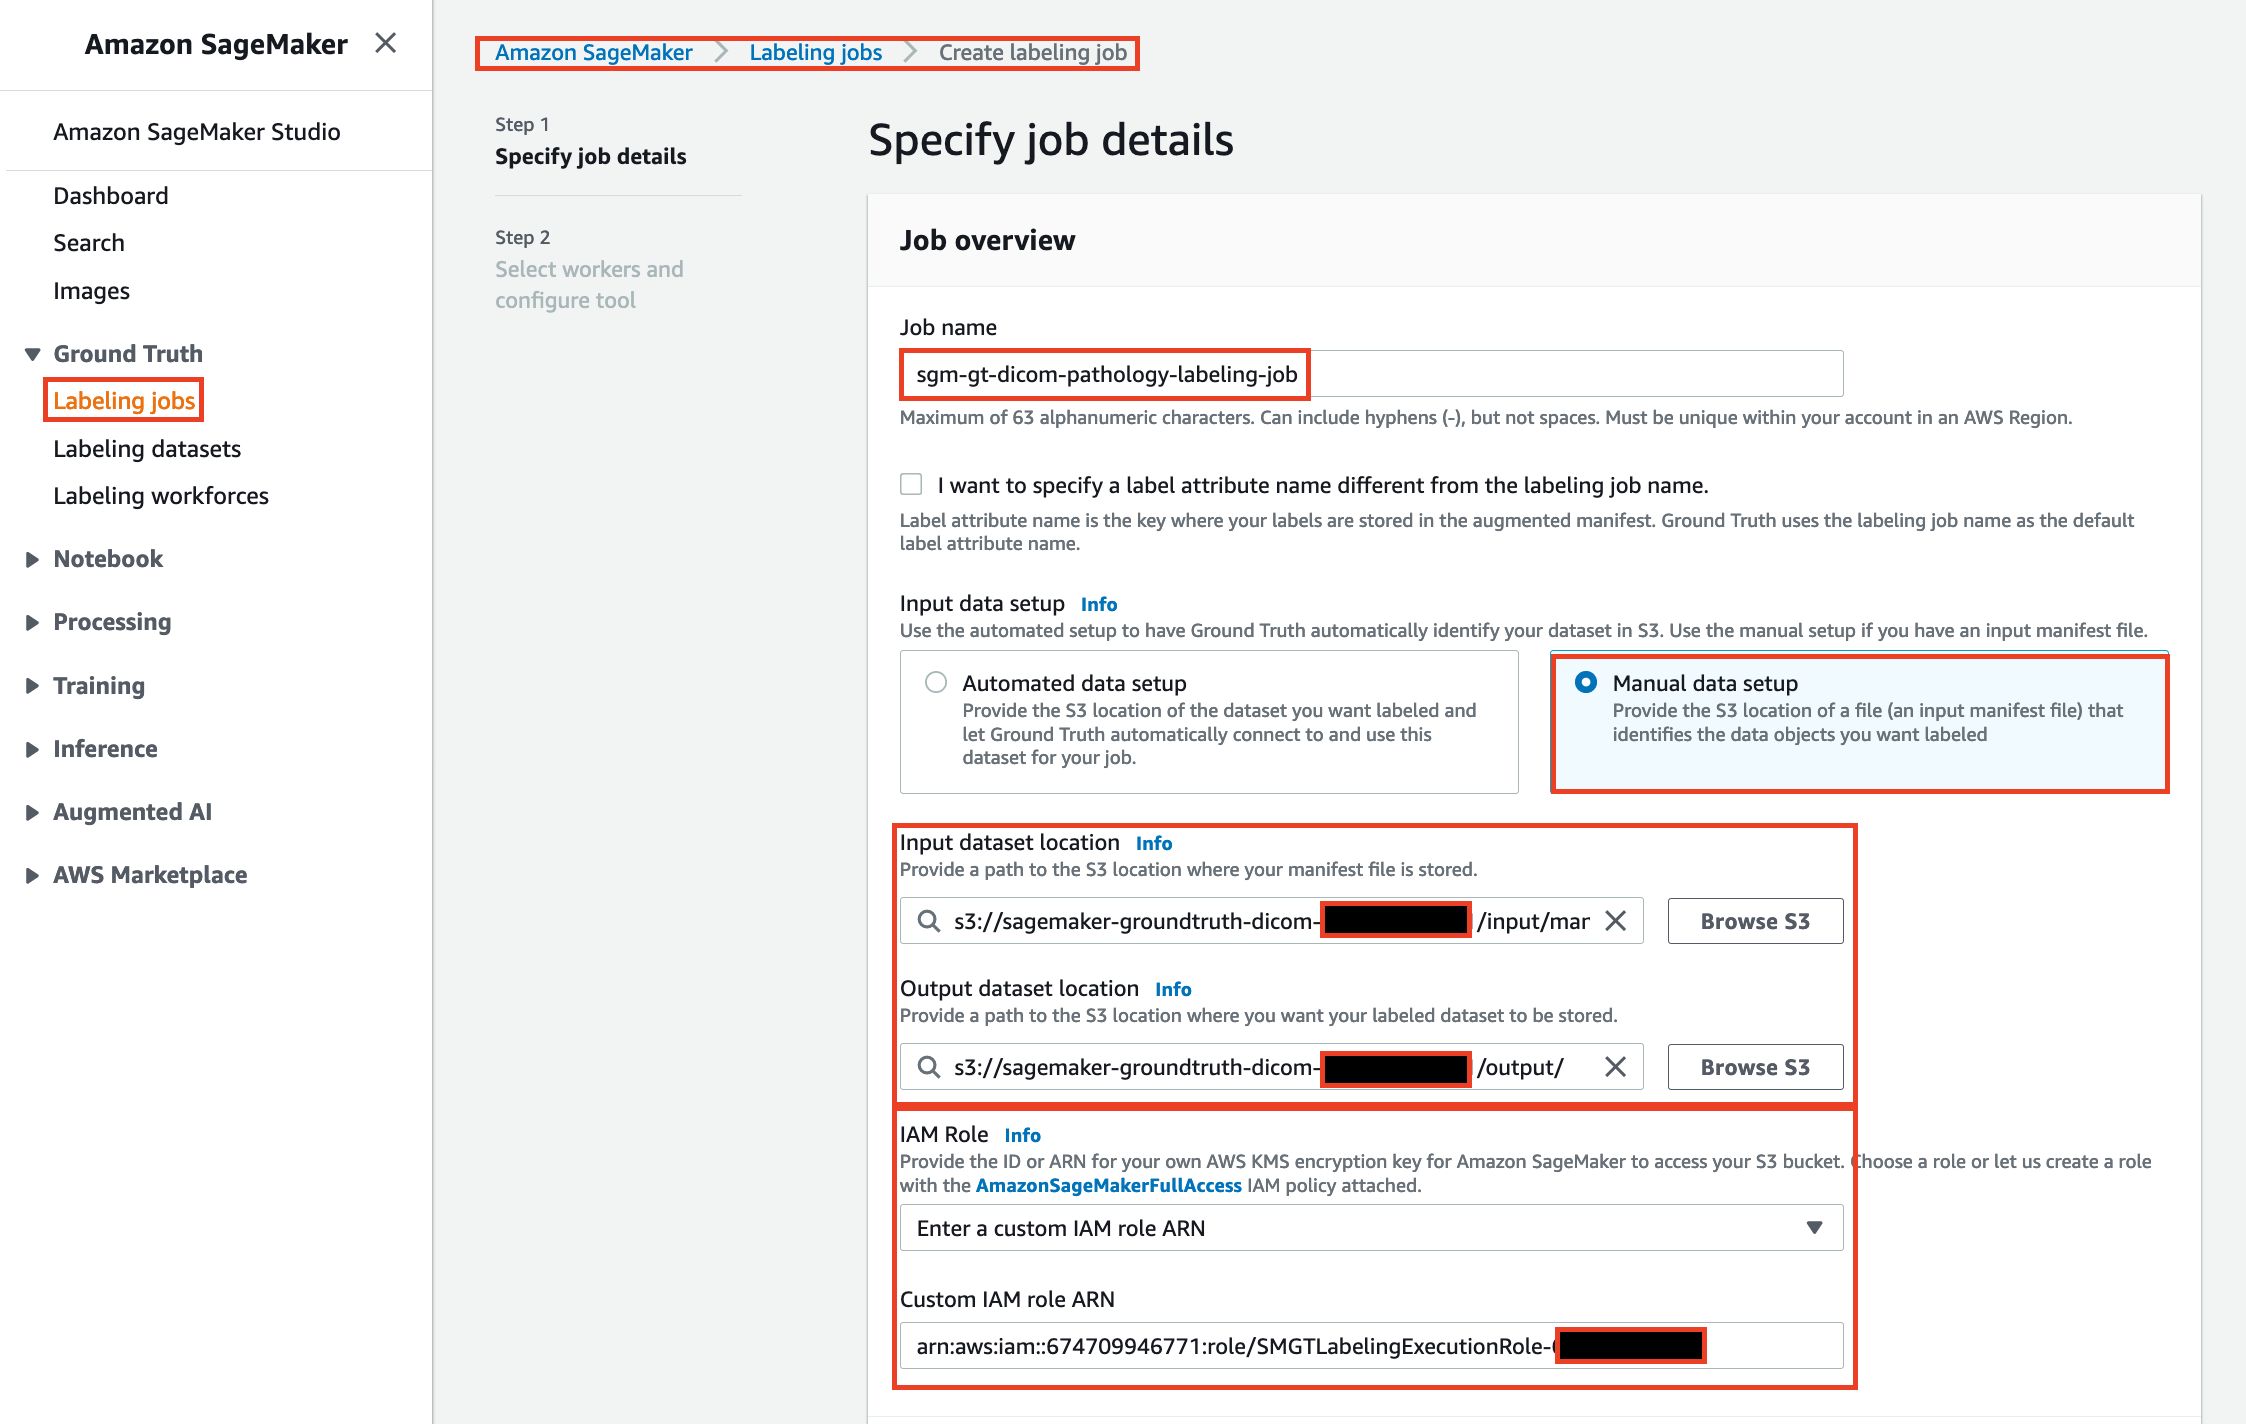 Amazon SageMaker
Amazon SageMaker Studio
Dashboard
Search
Images
Ground Truth
Labeling jobs
Labeling datasets
Labeling workforces
Notebook
Processing
Training
Inference
Augmented AI
AWS Marketplace
Amazon SageMaker > Labeling jobs > Create labeling job
Step 1
Specify job details
Step 2
Select workers and
configure tool
Specify job details
Job overview
Job name
sgm-gt-dicom-pathology-labeling-job
Maximum of 63 alphanumeric characters. Can include hyphens (-), but not spaces. Must be unique within your account in an AWS Region.
I want to specify a label attribute name different from the labeling job name.
Label attribute name is the key where your labels are stored in the augmented manifest. Ground Truth uses the labeling job name as the default
label attribute name.
Input data setup Info
Use the automated setup to have Ground Truth automatically identify your dataset in S3. Use the manual setup if you have an input manifest file.
Automated data setup
Provide the S3 location of the dataset you want labeled and
let Ground Truth automatically connect to and use this
dataset for your job.
Manual data setup
Provide the S3 location of a file (an input manifest file) that
identifies the data objects you want labeled
Input dataset location Info
Provide a path to the S3 location where your manifest file is stored.
s3://sagemaker-groundtruth-dicom- /input/mar
Browse S3
Output dataset location Info
Provide a path to the S3 location where you want your labeled dataset to be stored.
s3://sagemaker-groundtruth-dicom- /output/
Browse S3
IAM Role Info
Provide the ID or ARN for your own AWS KMS encryption key for Amazon SageMaker to access your S3 bucket. Choose a role or let us create a role
with the AmazonSageMakerFullAccess IAM policy attached.
Enter a custom IAM role ARN
Custom IAM role ARN
arn:aws:iam::674709946771:role/SMGTLabelingExecutionRole-